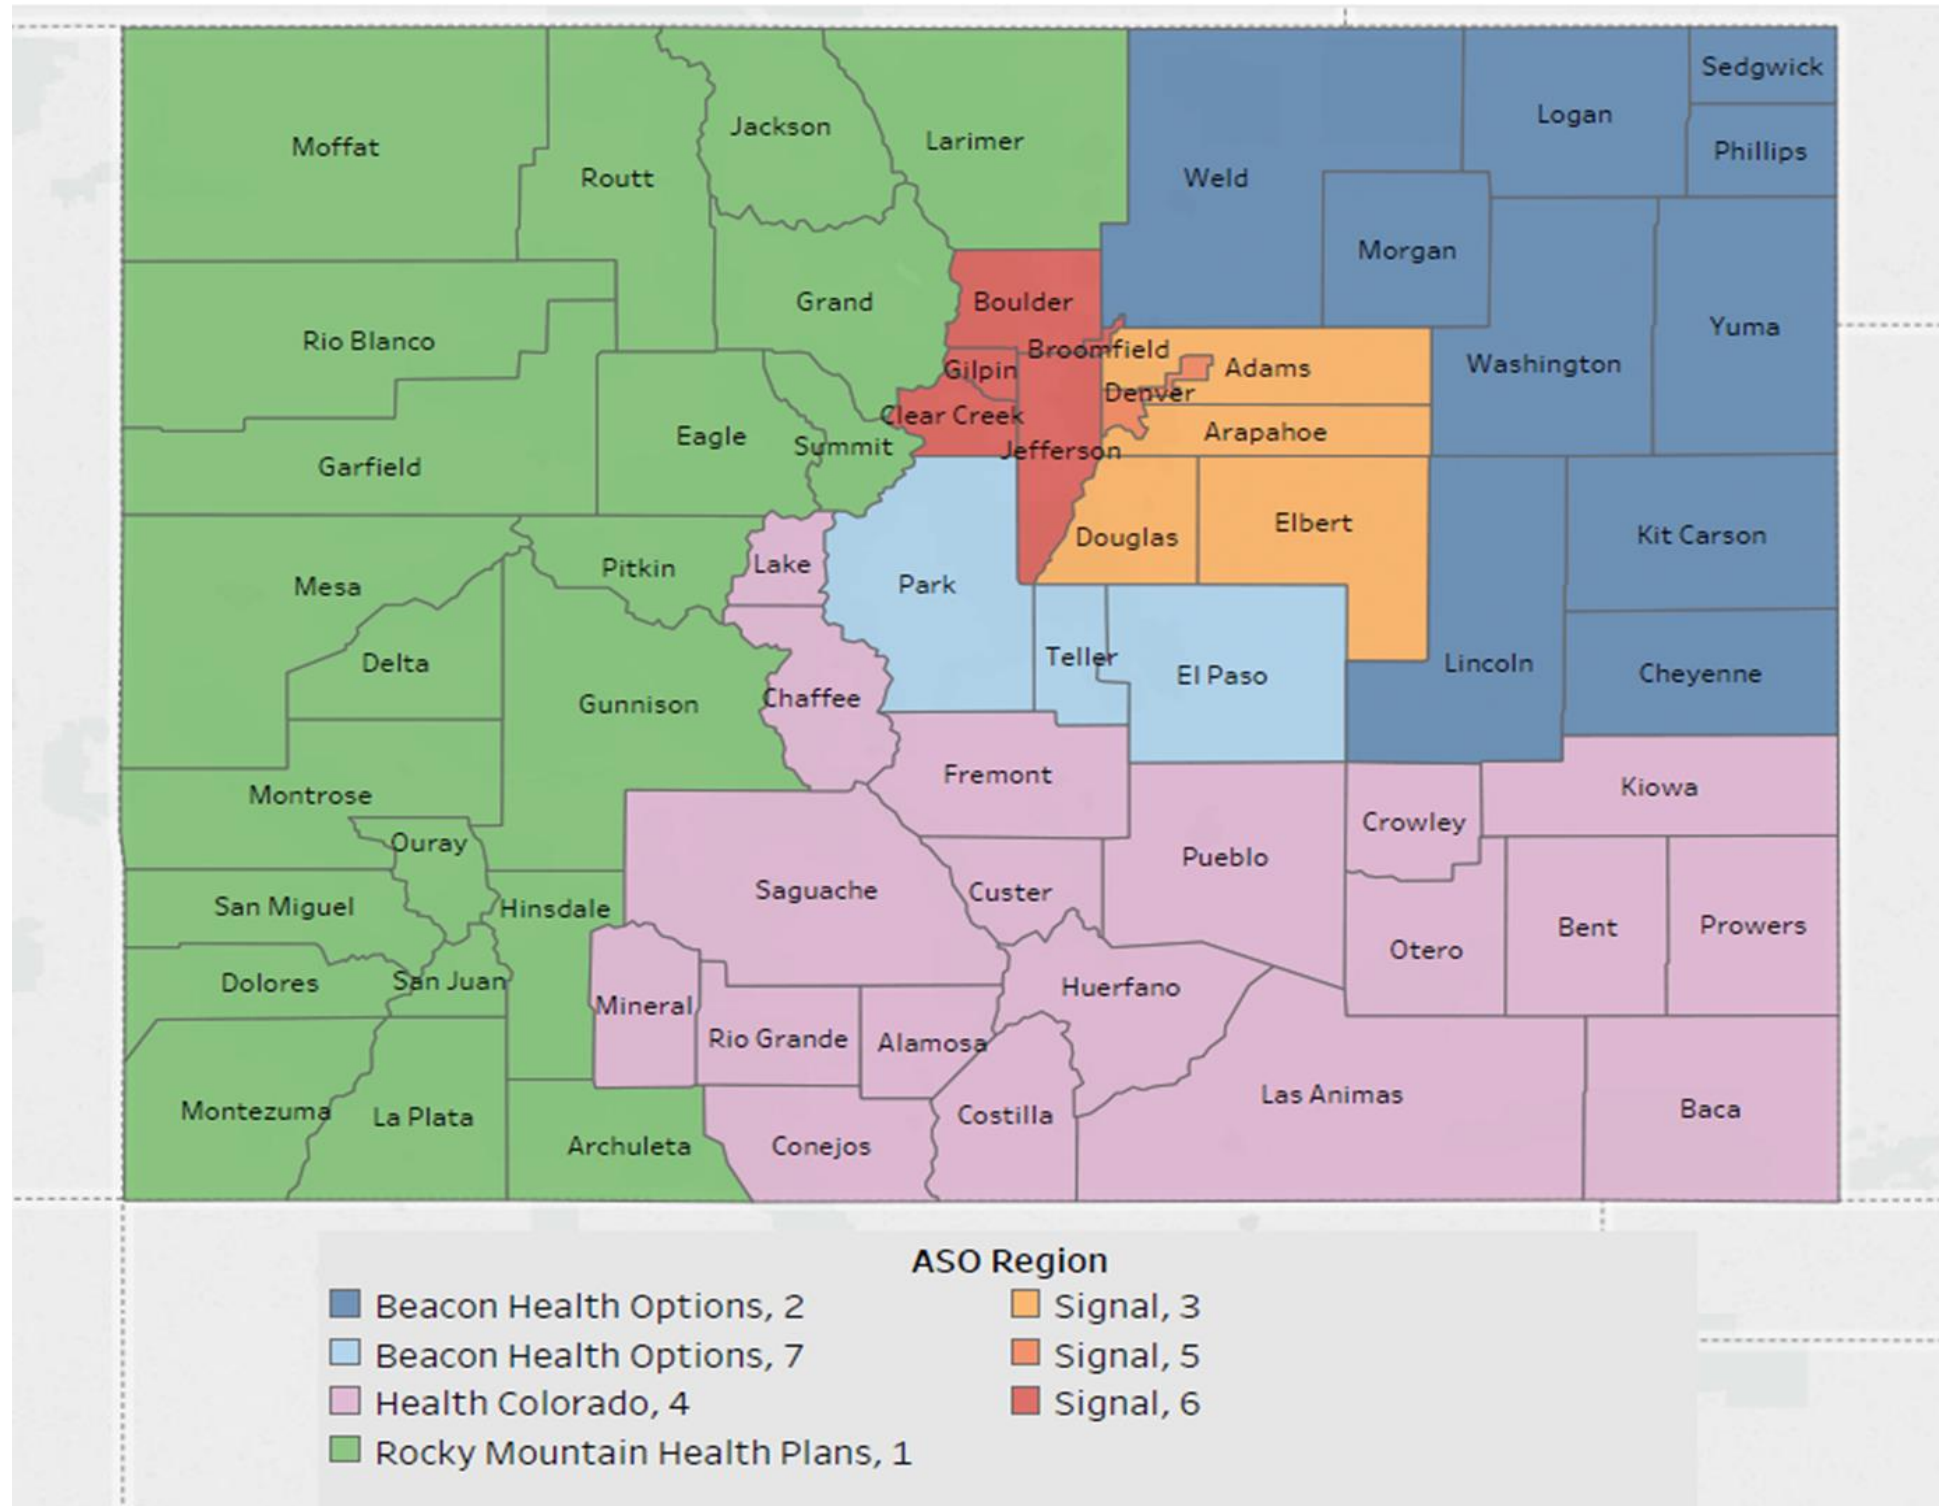 Sedgwick
Logan
Jackson
Larimer
Moffat
Phillips
Routt
Weld
Morgan
Grand
Boulder
Yuma
Rio Blanco
Broomfield
Gilpin
Adams
Washington
Denver
Clear Creek
Eagle
Summit
Arapahoe
Jefferson
Garfield
Elbert
Douglas
Kit Carson
Lake
Pitkin
Mesa
Park
Teller
Delta
Lincoln
El Paso
Cheyenne
Chaffee
Gunnison
Fremont
Kiowa
Montrose
Crowley
Ouray
Pueblo
Saguache
Custer
San Miguel
Hinsdale
Prowers
Bent
Otero
Dolores
San Juan
Huerfano
Mineral
Rio Grande
Alamosa
Las Animas
Baca
Montezuma
La Plata
Costilla
Archuleta
Conejos
ASO Region
Beacon Health Options, 2
Beacon Health Options, 7
Health Colorado, 4
Rocky Mountain Health Plans, 1
Signal, 3
Signal, 5
Signal, 6